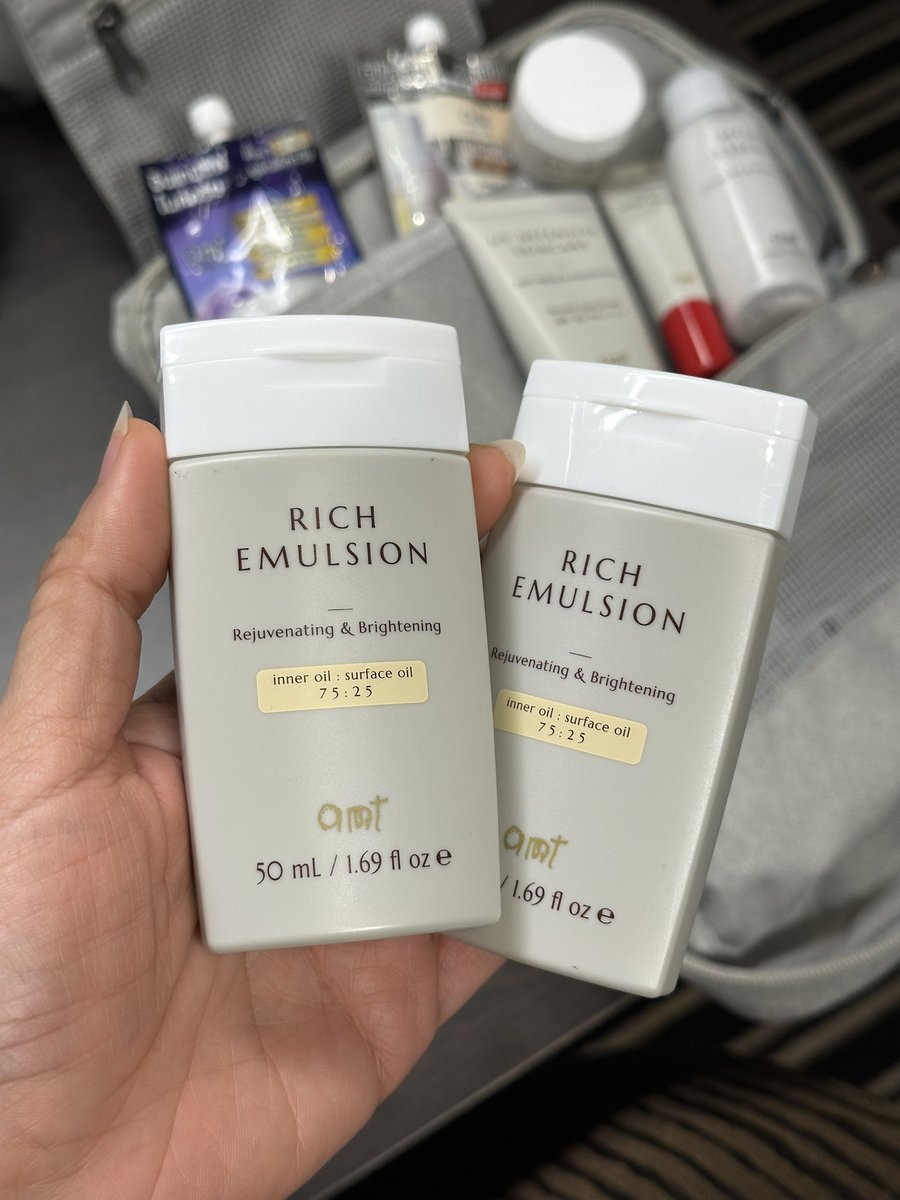 RICH
EMULSION
Rejuvenating & Brightening
inner oil : surface oil
75:25
amt
50 mL / 1.69 fl oz e
RICH
EMULSION
Rejuvenating & Brightening
inner oil : surface oil
75:25
amt
/ 1.69 fl oz e